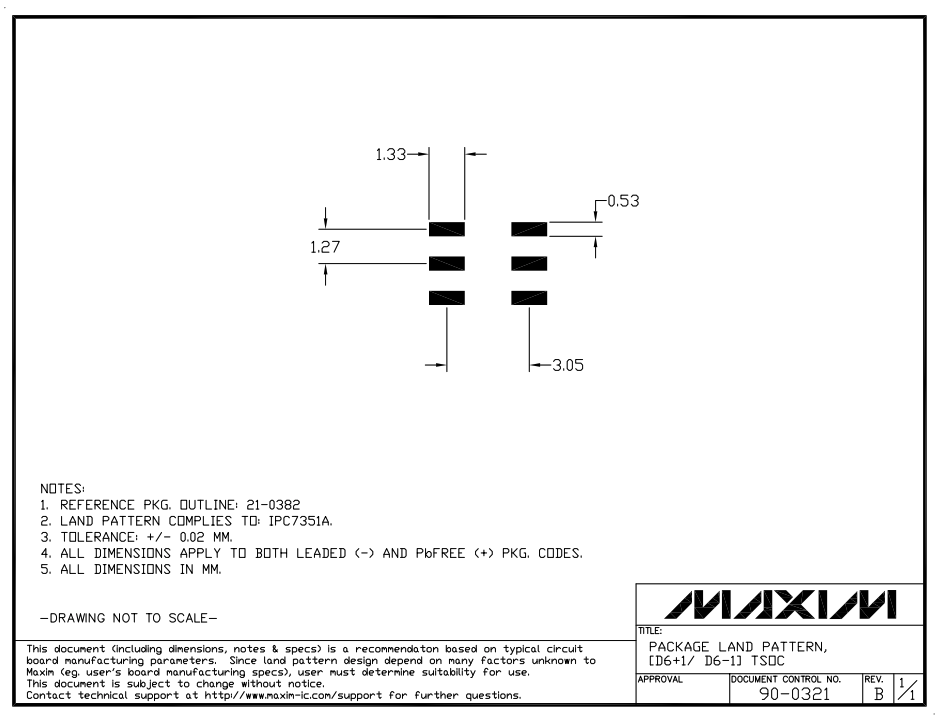 1.33
0.53
1.27
3.05
NOTES:
1. REFERENCE PKG. OUTLINE: 21-0382
2. LAND PATTERN COMPLIES TO: IPC7351A.
3. TOLERANCE: +/- 0.02 MM.
4. ALL DIMENSIONS APPLY TO BOTH LEADED (-) AND PbFREE (+) PKG. CODES.
5. ALL DIMENSIONS IN MM.
-DRAWING NOT TO SCALE-
This document (including dimensions, notes & specs) is a recommendaton based on typical circuit
board manufacturing parameters. Since land pattern design depend on many factors unknown to
Maxim (eg. user's board manufacturing specs), user must determine suitability for use.
This document is subject to change without notice.
Contact technical support at http://www.maxim-ic.com/support for further questions.
MAXIM
TITLE:
PACKAGE LAND PATTERN,
[D6+1/ D6-1] TSOC
APPROVAL
DOCUMENT CONTROL NO.
90-0321
REV.
B
1/1